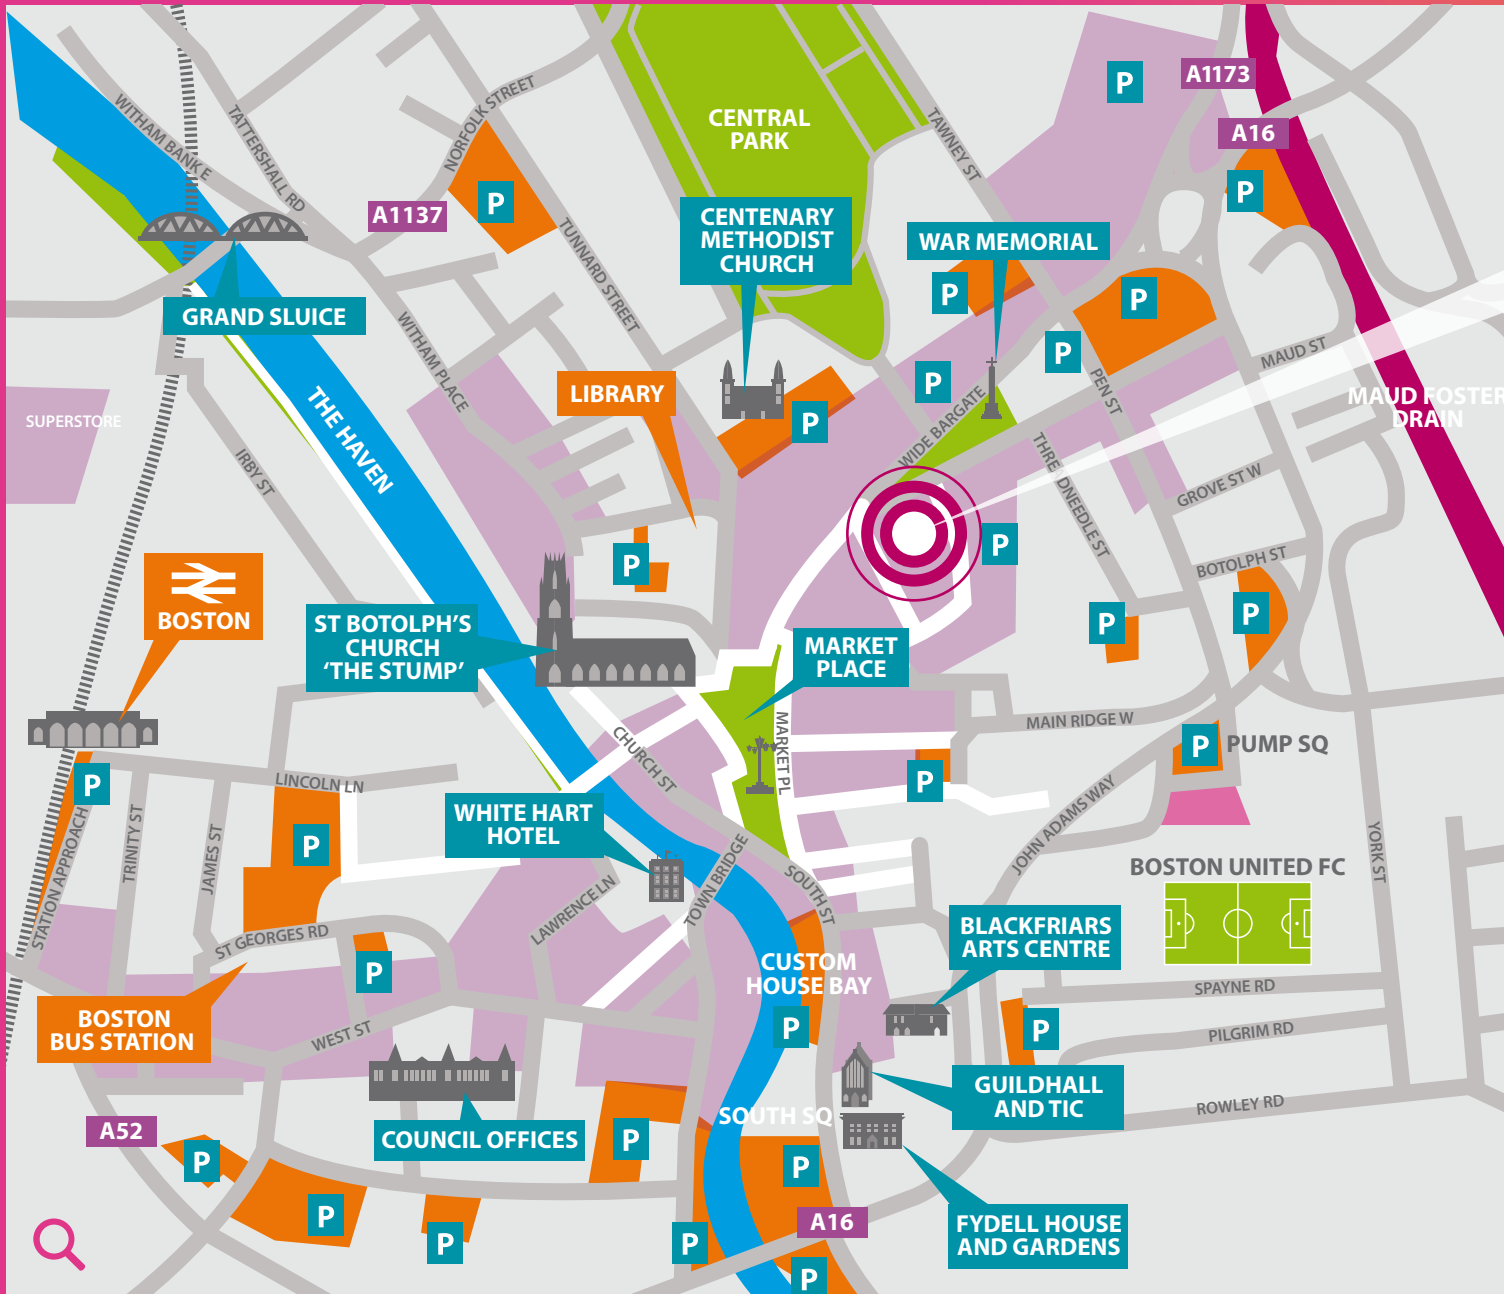 A1173
P
A16
WITHAM BANK E
TATTERSHALL RD
NORFOLK STREET
CENTRAL
PARK
TAWNEY ST
P
P
A1137
TUNNARD STREET
CENTENARY
METHODIST
CHURCH
WAR MEMORIAL
P
P
GRAND SLUICE
WITHAM PLACE
P
MAUD ST
LIBRARY
P
PEN ST
MAUD FOSTER
DRAIN
SUPERSTORE
THE HAVEN
P
WIDE BARGATE
IRBY ST
THREADNEEDLE ST
GROVE ST W
P
P
BOTOLPH ST
BOSTON
ST BOTOLPH'S
CHURCH
'THE STUMP'
P
P
MARKET
PLACE
MAIN RIDGE W
MARKET PL
CHURCH ST
P
PUMP SQ
P
LINCOLN LN
P
WHITE HART
HOTEL
JOHN ADAMS WAY
P
TRINITY ST
JAMES ST
STATION APPROACH
YORK ST
BOSTON UNITED FC
TOWN BRIDGE
SOUTH ST
LAWRENCE LN
ST GEORGES RD
BLACKFRIARS
ARTS CENTRE
P
CUSTOM
HOUSE BAY
SPAYNE RD
BOSTON
BUS STATION
WEST ST
P
P
PILGRIM RD
GUILDHALL
AND TIC
ROWLEY RD
SOUTH SQ
A52
COUNCIL OFFICES
P
P
P
P
A16
FYDELL HOUSE
AND GARDENS
P
P
P